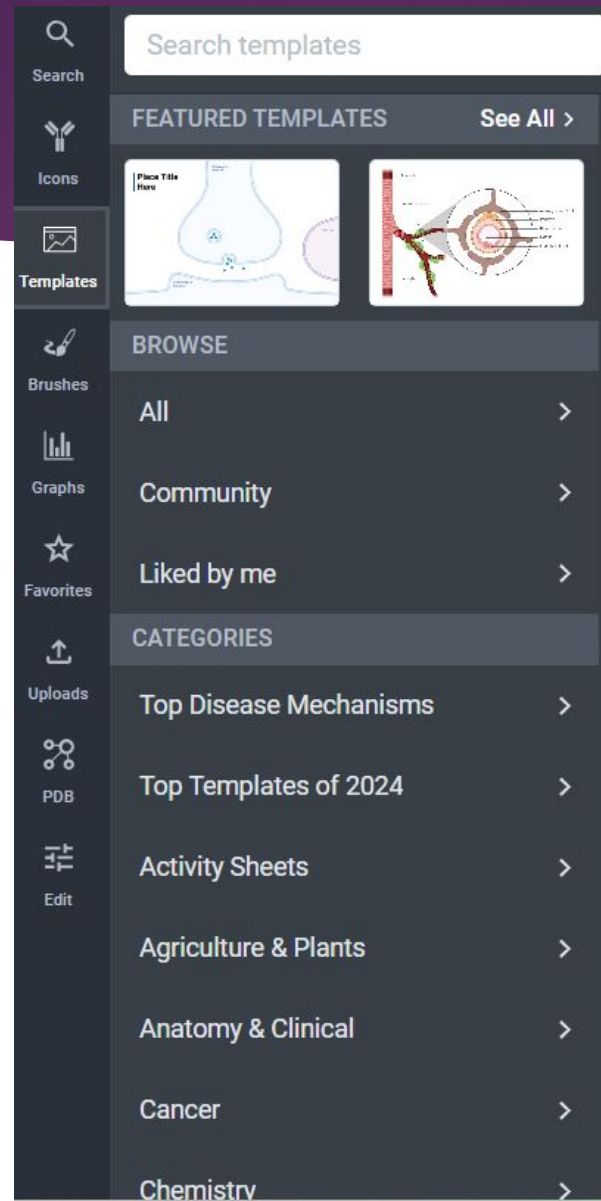 Search
Icons
Templates
Brushes
Graphs
Favorites
Uploads
PDB
Edit
Search templates
FEATURED TEMPLATES
See All >
Place Title
Here
BROWSE
All
Community
Liked by me
CATEGORIES
Top Disease Mechanisms
Top Templates of 2024
Activity Sheets
Agriculture & Plants
Anatomy & Clinical
Cancer
Chemistry